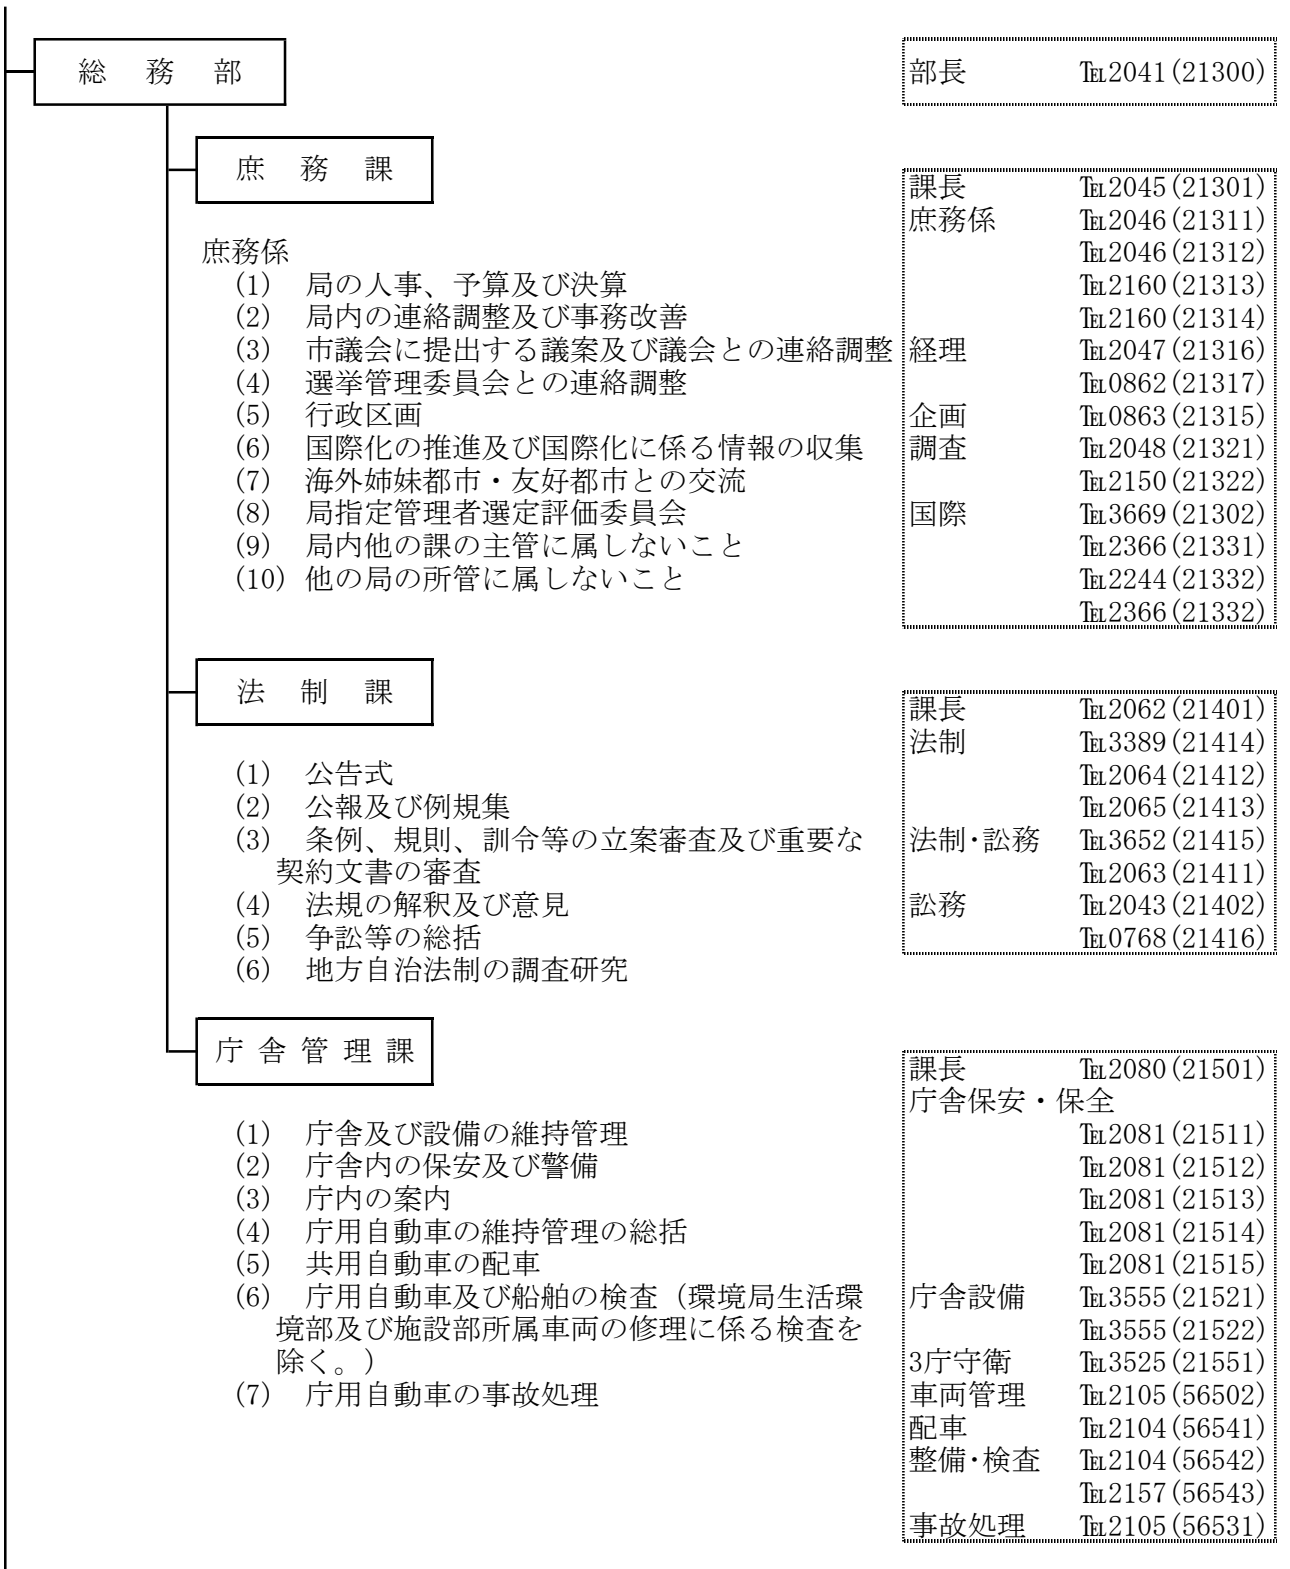 総　務　部
部長　℡2041(21300)
庶　務　課
課長　℡2045(21301)
庶務係　℡2046(21311)
℡2046(21312)
℡2160(21313)
℡2160(21314)
経理　℡2047(21316)
℡0862(21317)
企画　℡0863(21315)
調査　℡2048(21321)
℡2150(21322)
国際　℡3669(21302)
℡2366(21331)
℡2244(21332)
℡2366(21332)
庶務係
(1)　局の人事、予算及び決算
(2)　局内の連絡調整及び事務改善
(3)　市議会に提出する議案及び議会との連絡調整
(4)　選挙管理委員会との連絡調整
(5)　行政区画
(6)　国際化の推進及び国際化に係る情報の収集
(7)　海外姉妹都市・友好都市との交流
(8)　局指定管理者選定評価委員会
(9)　局内他の課の主管に属しないこと
(10) 他の局の所管に属しないこと
法　制　課
課長　℡2062(21401)
法制　℡3389(21414)
℡2064(21412)
℡2065(21413)
法制・訟務　℡3652(21415)
℡2063(21411)
訟務　℡2043(21402)
℡0768(21416)
(1)　公告式
(2)　公報及び例規集
(3)　条例、規則、訓令等の立案審査及び重要な
契約文書の審査
(4)　法規の解釈及び意見
(5)　争訟等の総括
(6)　地方自治法制の調査研究
庁 舎 管 理 課
課長　℡2080(21501)
庁舎保安・保全
℡2081(21511)
℡2081(21512)
℡2081(21513)
℡2081(21514)
℡2081(21515)
庁舎設備　℡3555(21521)
℡3555(21522)
3庁守衛　℡3525(21551)
車両管理　℡2105(56502)
配車　℡2104(56541)
整備・検査　℡2104(56542)
℡2157(56543)
事故処理　℡2105(56531)
(1)　庁舎及び設備の維持管理
(2)　庁舎内の保安及び警備
(3)　庁内の案内
(4)　庁用自動車の維持管理の総括
(5)　共用自動車の配車
(6)　庁用自動車及び船舶の検査（環境局生活環
境部及び施設部所属車両の修理に係る検査を
除く。）
(7)　庁用自動車の事故処理